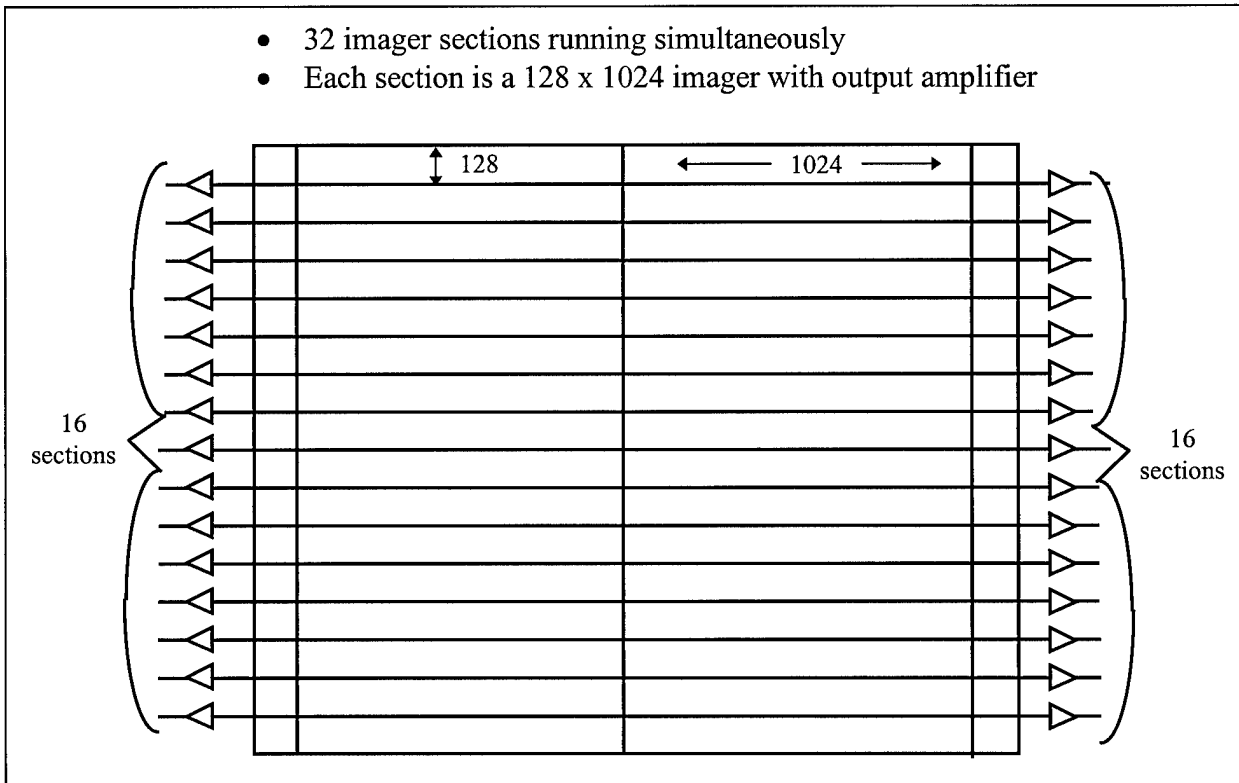 • 32 imager sections running simultaneously
• Each section is a 128 x 1024 imager with output amplifier
128
1024
16
sections
16
sections